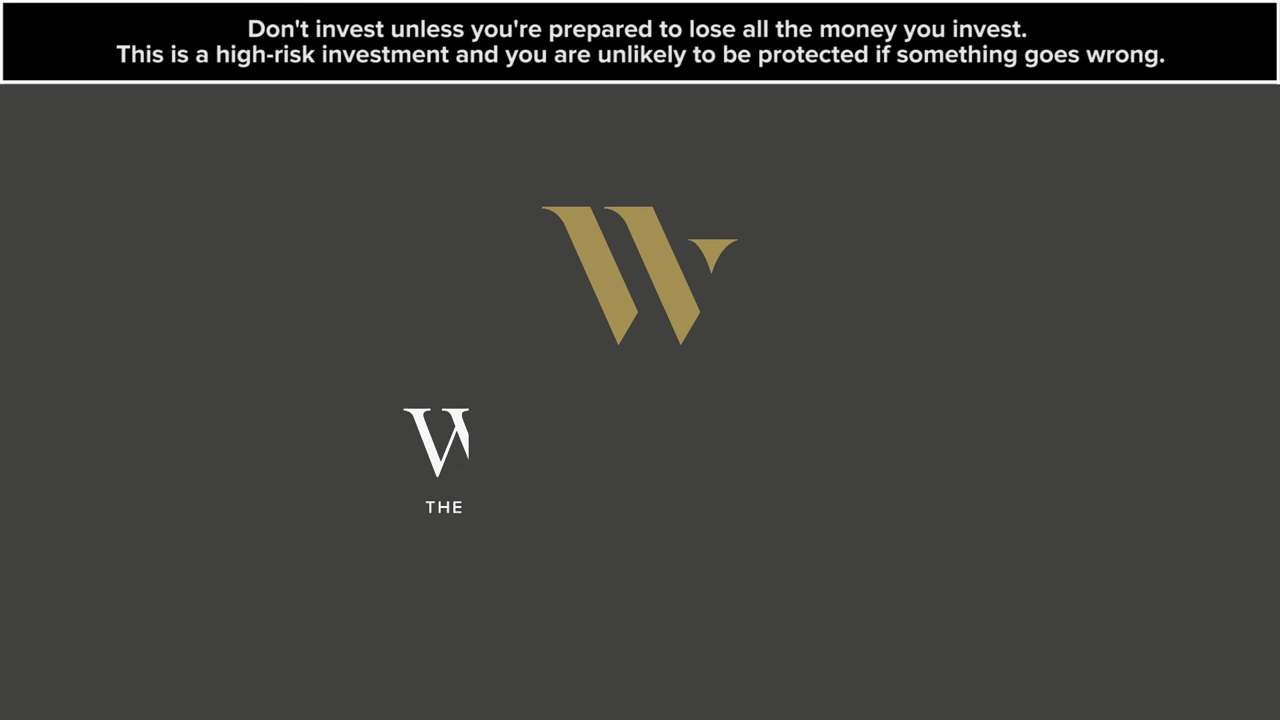 Don't invest unless you're prepared to lose all the money you invest.
This is a high-risk investment and you are unlikely to be protected if something goes wrong.
W
W
THE